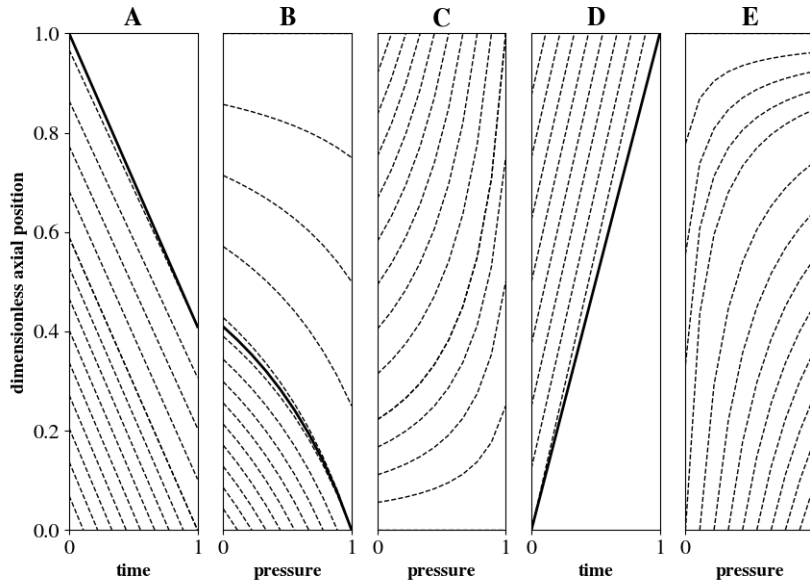 A B C D E
dimensionless axial position
1.0
0.8
0.6
0.4
0.2
0.0
0 1 0 1 0 1 0 1 0
time pressure pressure time pressure